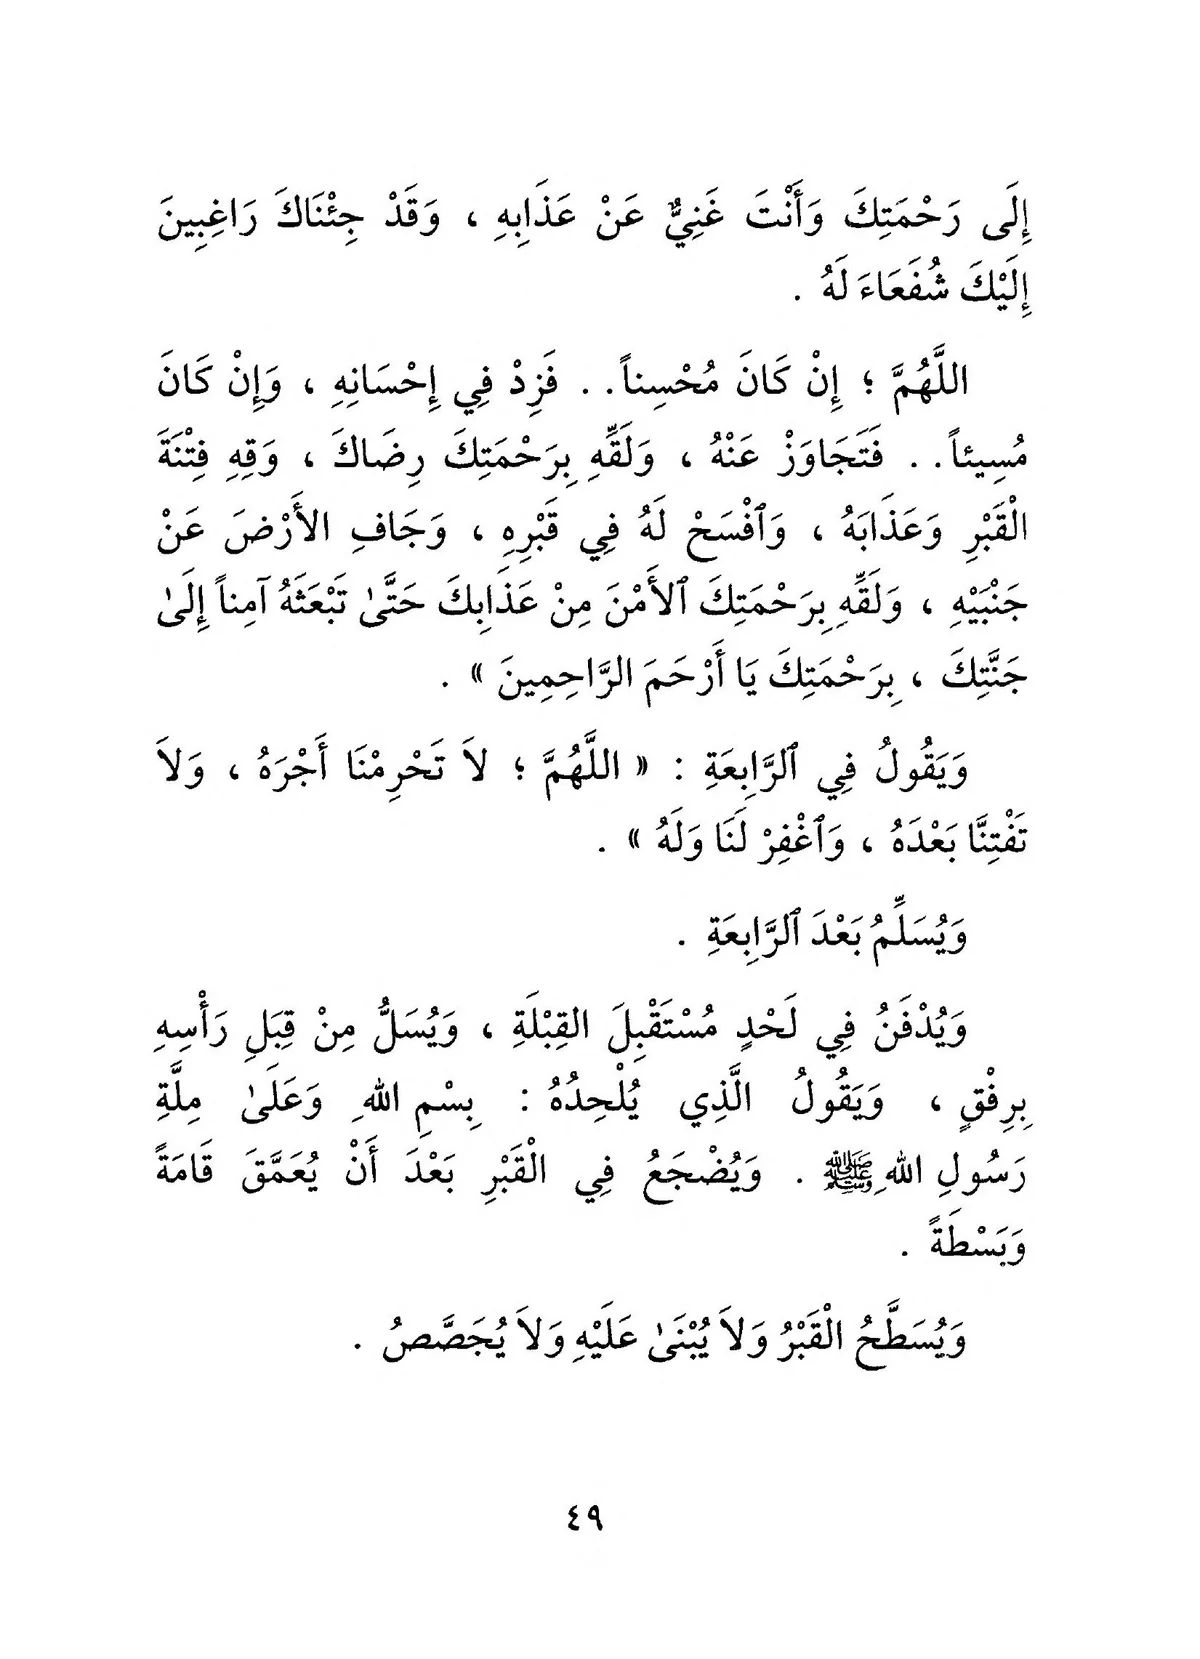 إِلَى رَحْمَتِكَ وَأَنْتَ غَنِيٌّ عَنْ عَذَابِهِ ، وَقَدْ جِئْنَاكَ رَاغِبِينَ
إِلَيْكَ شُفَعَاءَ لَهُ .
اللَّهُمَّ ؛ إِنْ كَانَ مُحْسِناً . . فَزِدْ فِي إِحْسَانِهِ ، وَإِنْ كَانَ
مُسِيئاً . . فَتَجَاوَزْ عَنْهُ ، وَلَقِّهِ بِرَحْمَتِكَ رِضَاكَ ، وَقِهِ فِتْنَةَ
الْقَبْرِ وَعَذَابَهُ ، وَٱفْسَحْ لَهُ فِي قَبْرِهِ ، وَجَافِ الأَرْضَ عَنْ
جَنْبَيْهِ ، وَلَقِّهِ بِرَحْمَتِكَ ٱلأَمْنَ مِنْ عَذَابِكَ حَتَّىٰ تَبْعَثَهُ آمِناً إِلَىٰ
جَنَّتِكَ ، بِرَحْمَتِكَ يَا أَرْحَمَ الرَّاحِمِينَ » .
وَيَقُولُ فِي ٱلرَّابِعَةِ : « اللَّهُمَّ ؛ لاَ تَحْرِمْنَا أَجْرَهُ ، وَلاَ
تَفْتِنَّا بَعْدَهُ ، وَٱغْفِرْ لَنَا وَلَهُ » .
وَيُسَلِّمُ بَعْدَ ٱلرَّابِعَةِ .
وَيُدْفَنُ فِي لَحْدٍ مُسْتَقْبِلَ القِبْلَةِ ، وَيُسَلُّ مِنْ قِبَلِ رَأْسِهِ
بِرِفْقٍ ، وَيَقُولُ الَّذِي يُلْحِدُهُ : بِسْمِ اللهِ وَعَلَىٰ مِلَّةِ
رَسُولِ اللهِ ﷺ . وَيُضْجَعُ فِي الْقَبْرِ بَعْدَ أَنْ يُعَمَّقَ قَامَةً
وَبَسْطَةً .
وَيُسَطَّحُ الْقَبْرُ وَلاَ يُبْنَىٰ عَلَيْهِ وَلاَ يُجَصَّصُ .
٤٩